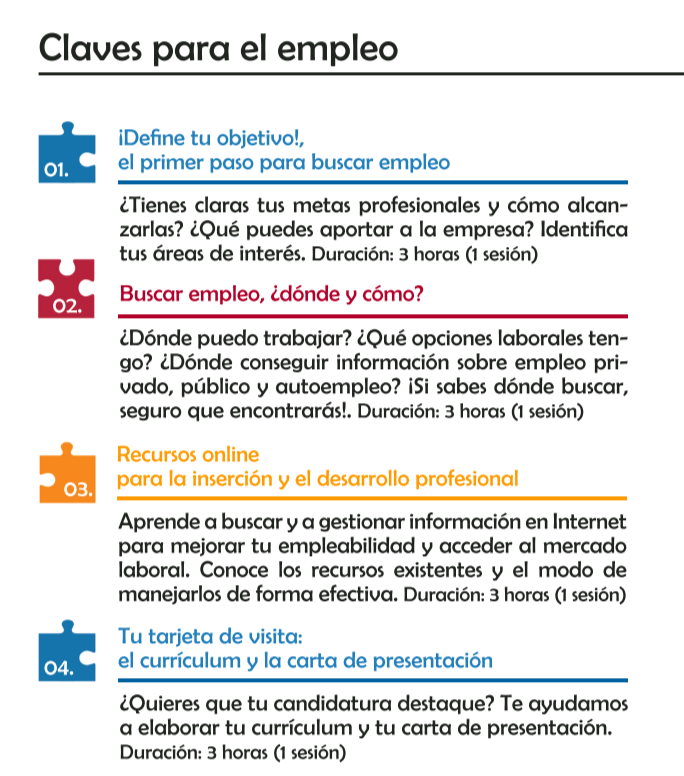 Claves para el empleo
01.
¡Define tu objetivo!,
el primer paso para buscar empleo
¿Tienes claras tus metas profesionales y cómo alcan-
zarlas? ¿Qué puedes aportar a la empresa? Identifica
tus áreas de interés. Duración: 3 horas (1 sesión)
02.
Buscar empleo, ¿dónde y cómo?
¿Dónde puedo trabajar? ¿Qué opciones laborales ten-
go? ¿Dónde conseguir información sobre empleo pri-
vado, público y autoempleo? ¡Si sabes dónde buscar,
seguro que encontrarás!. Duración: 3 horas (1 sesión)
03.
Recursos online
para la inserción y el desarrollo profesional
Aprende a buscar y a gestionar información en Internet
para mejorar tu empleabilidad y acceder al mercado
laboral. Conoce los recursos existentes y el modo de
manejarlos de forma efectiva. Duración: 3 horas (1 sesión)
04.
Tu tarjeta de visita:
el currículum y la carta de presentación
¿Quieres que tu candidatura destaque? Te ayudamos
a elaborar tu currículum y tu carta de presentación.
Duración: 3 horas (1 sesión)